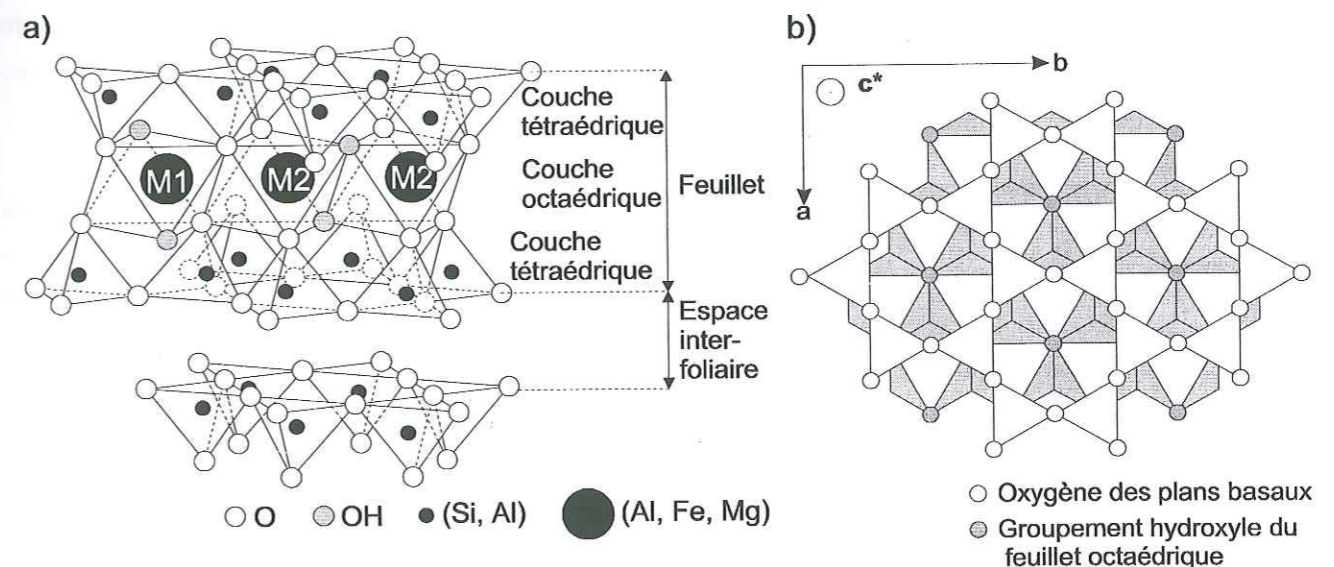 a)
Couche
tétraédrique
M1
M2
M2
Couche
octaédrique
Feuillet
Couche
tétraédrique
Espace
inter-
foliaire
O
OH
(Si, Al)
(Al, Fe, Mg)
b)
b
c*
a
Oxygène des plans basaux
Groupement hydroxyle du
feuillet octaédrique